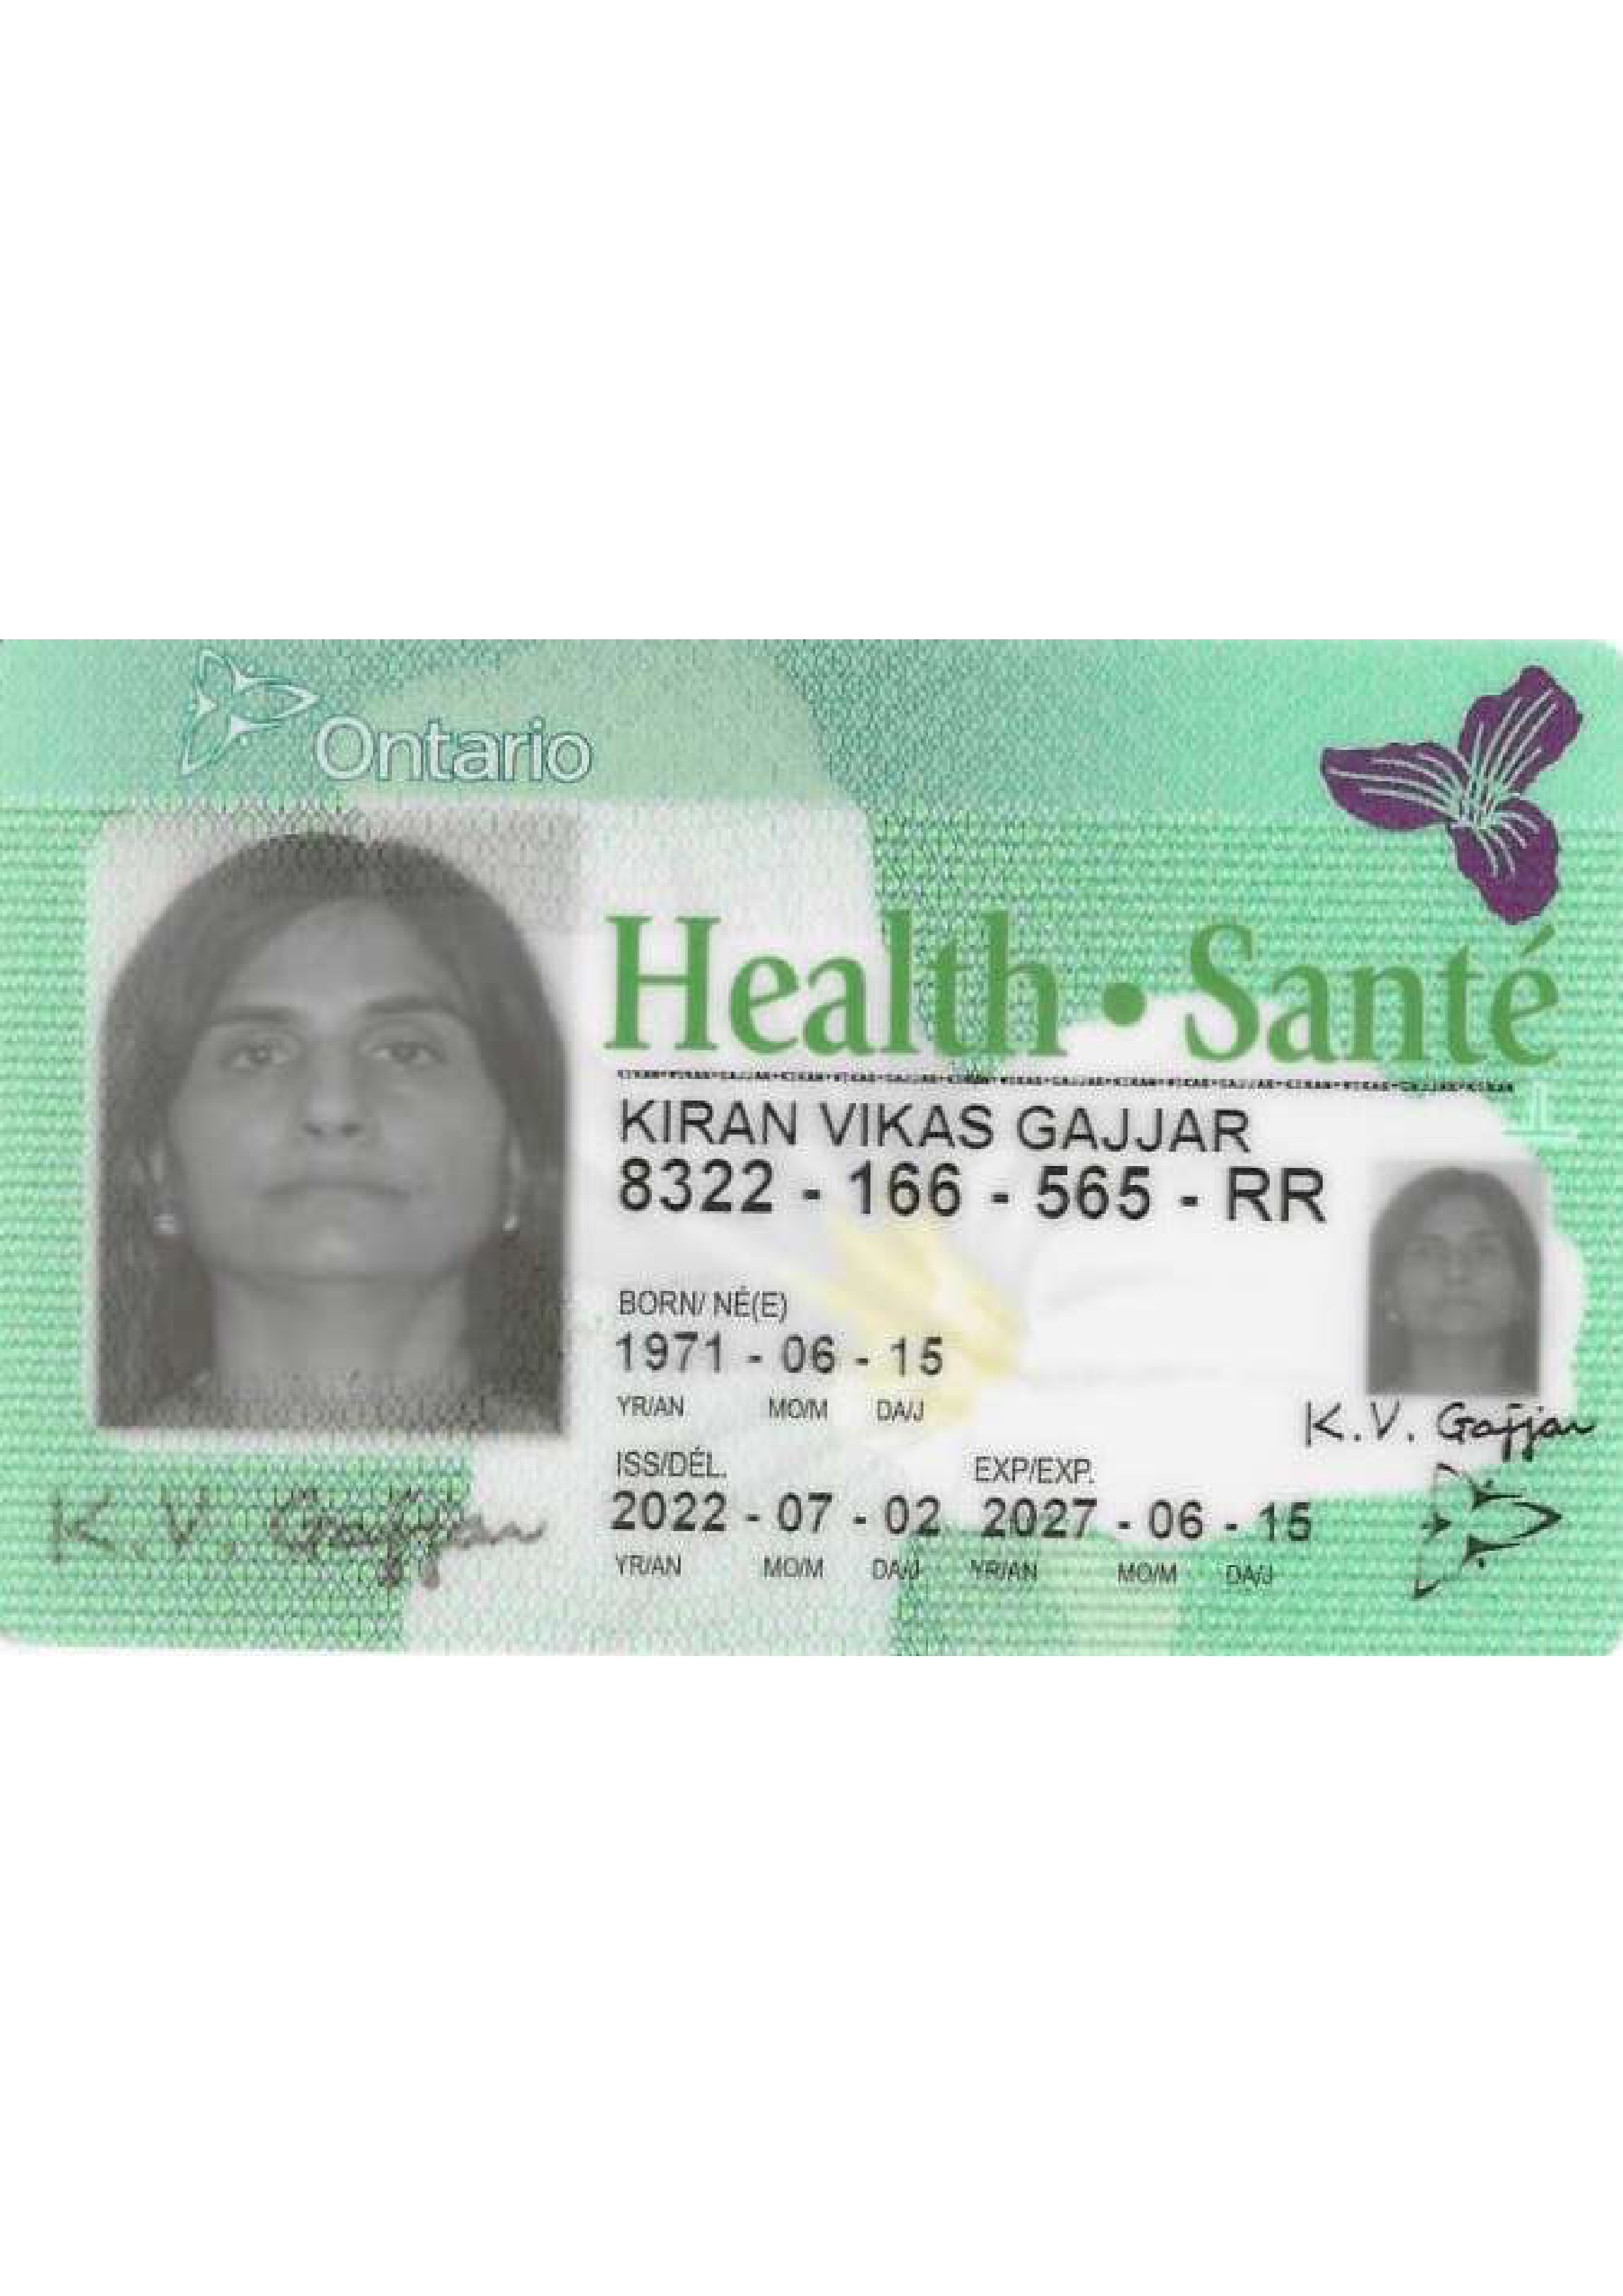 Ontario
Health • Santé
KIRAN VIKAS GAJJAR
8322 - 166 - 565 - RR
BORN/ NÉ(E)
1971 - 06 - 15
YR/AN MO/M DA/J
K.V. Gajjar
ISS/DÉL. EXP/EXP.
2022 - 07 - 02 2027 - 06 - 15
YR/AN MO/M DA/J YR/AN MO/M DA/J
K.V. Gajjar